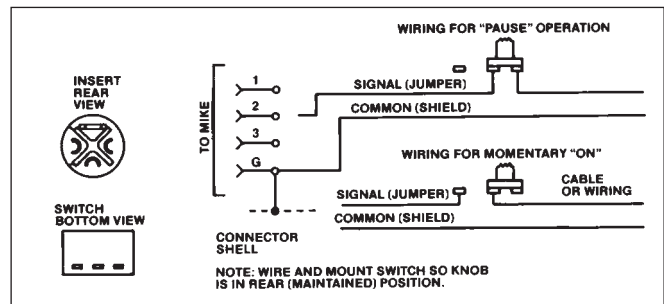 WIRING FOR "PAUSE" OPERATION
INSERT
REAR
VIEW
TO MIKE
1
2
3
G
SIGNAL (JUMPER)
COMMON (SHIELD)
WIRING FOR MOMENTARY "ON"
SIGNAL (JUMPER)
CABLE
OR WIRING
COMMON (SHIELD)
SWITCH
BOTTOM VIEW
CONNECTOR
SHELL
NOTE: WIRE AND MOUNT SWITCH SO KNOB
IS IN REAR (MAINTAINED) POSITION.